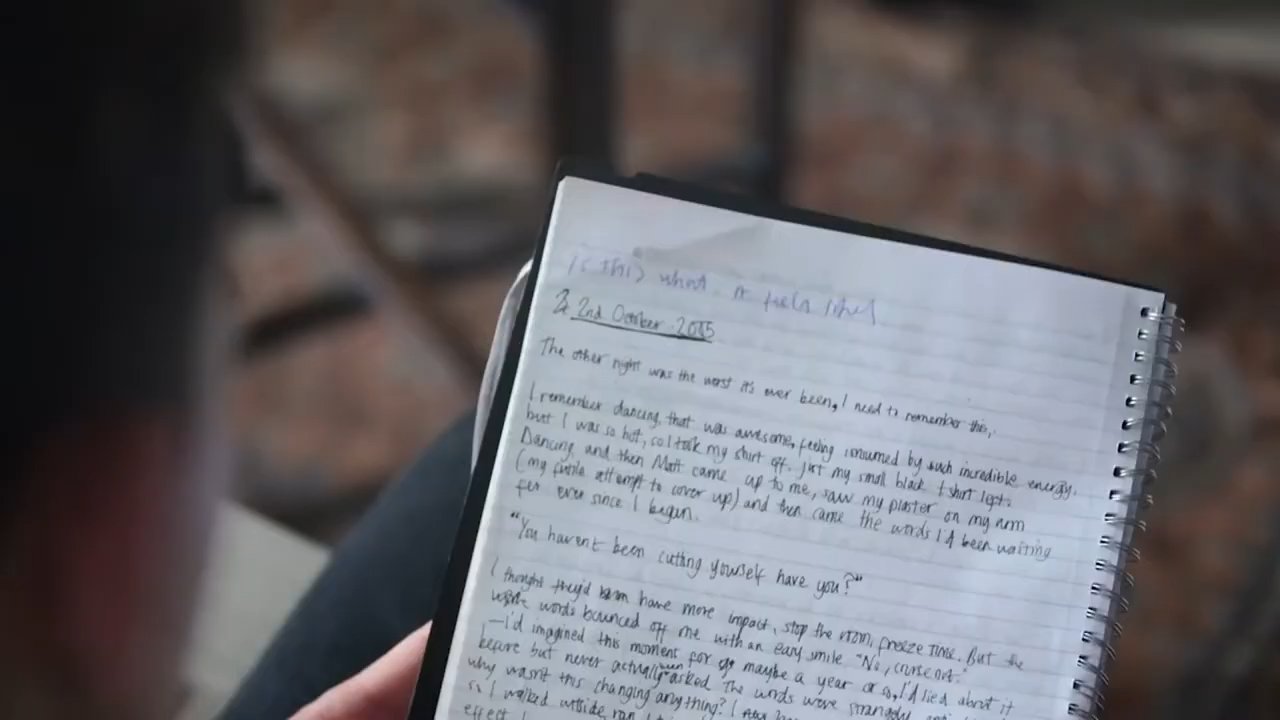 is this what it feels like
2nd October 2015
The other night was the worst it's ever been, I need to remember this,
I remember dancing, that was awesome, feeling consumed by such incredible energy,
but I was so hot, so I took my shirt off. Just my small black t shirt left.
Dancing, and then Matt came up to me, saw my plaster on my arm
(my futile attempt to cover up) and then came the words I'd been waiting
for ever since I began.
"You haven't been cutting yourself have you?"
I thought they'd have more impact, stop the room, freeze time. But the
words bounced off me with an easy smile "No, course not."
—I'd imagined this moment for maybe a year or so, I'd lied about it
before but never actually been asked. The words were strangely
why wasn't this changing anything? I
so I walked outside, ran
effect I